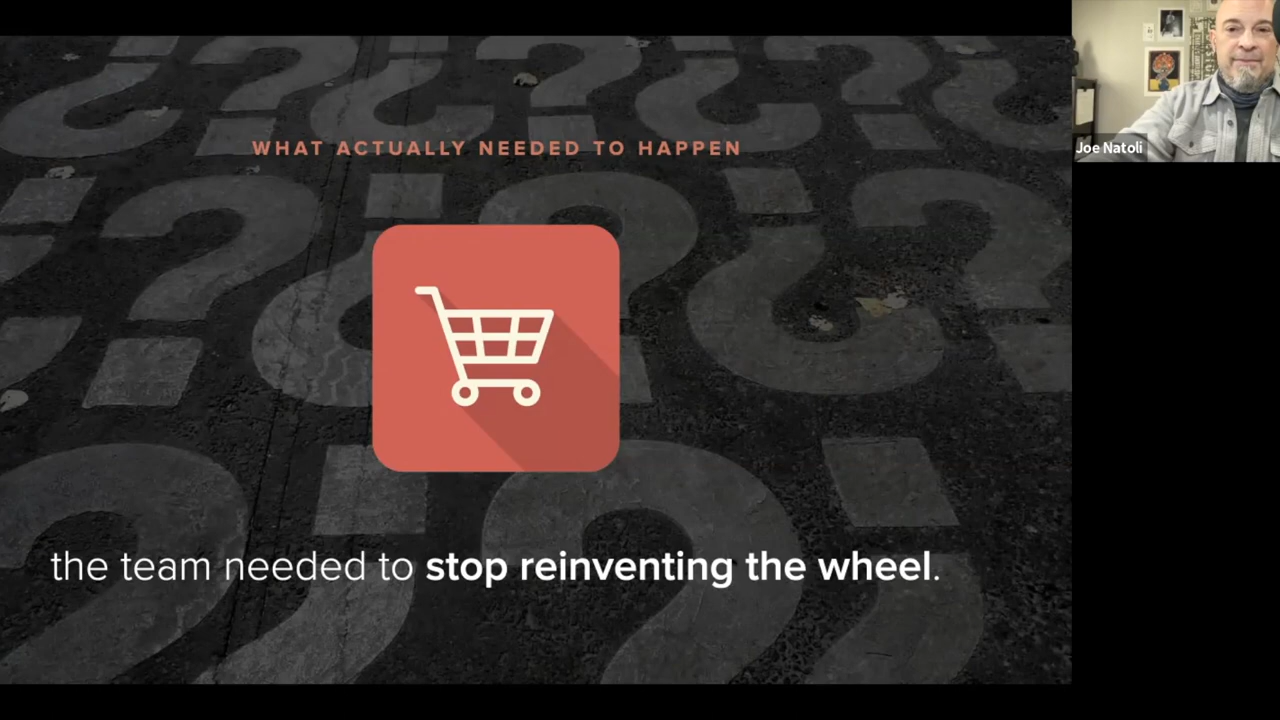 WHAT ACTUALLY NEEDED TO HAPPEN
the team needed to stop reinventing the wheel.
Joe Natoli